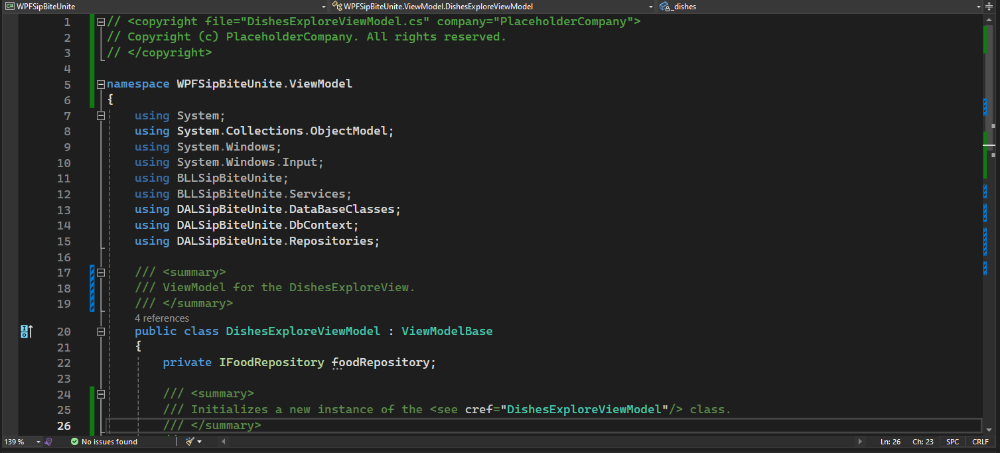 WPFSipBiteUnite WPFSipBiteUnite.ViewModel.DishesExploreViewModel _dishes
1 // <copyright file="DishesExploreViewModel.cs" company="PlaceholderCompany">
2 // Copyright (c) PlaceholderCompany. All rights reserved.
3 // </copyright>
4
5 namespace WPFSipBiteUnite.ViewModel
6 {
7 using System;
8 using System.Collections.ObjectModel;
9 using System.Windows;
10 using System.Windows.Input;
11 using BLLSipBiteUnite;
12 using BLLSipBiteUnite.Services;
13 using DALSipBiteUnite.DataBaseClasses;
14 using DALSipBiteUnite.DbContext;
15 using DALSipBiteUnite.Repositories;
16
17 /// <summary>
18 /// ViewModel for the DishesExploreView.
19 /// </summary>
4 references
20 public class DishesExploreViewModel : ViewModelBase
21 {
22 private IFoodRepository foodRepository;
23
24 /// <summary>
25 /// Initializes a new instance of the <see cref="DishesExploreViewModel"/> class.
26 /// </summary>
139 % No issues found Ln: 26 Ch: 23 SPC CRLF